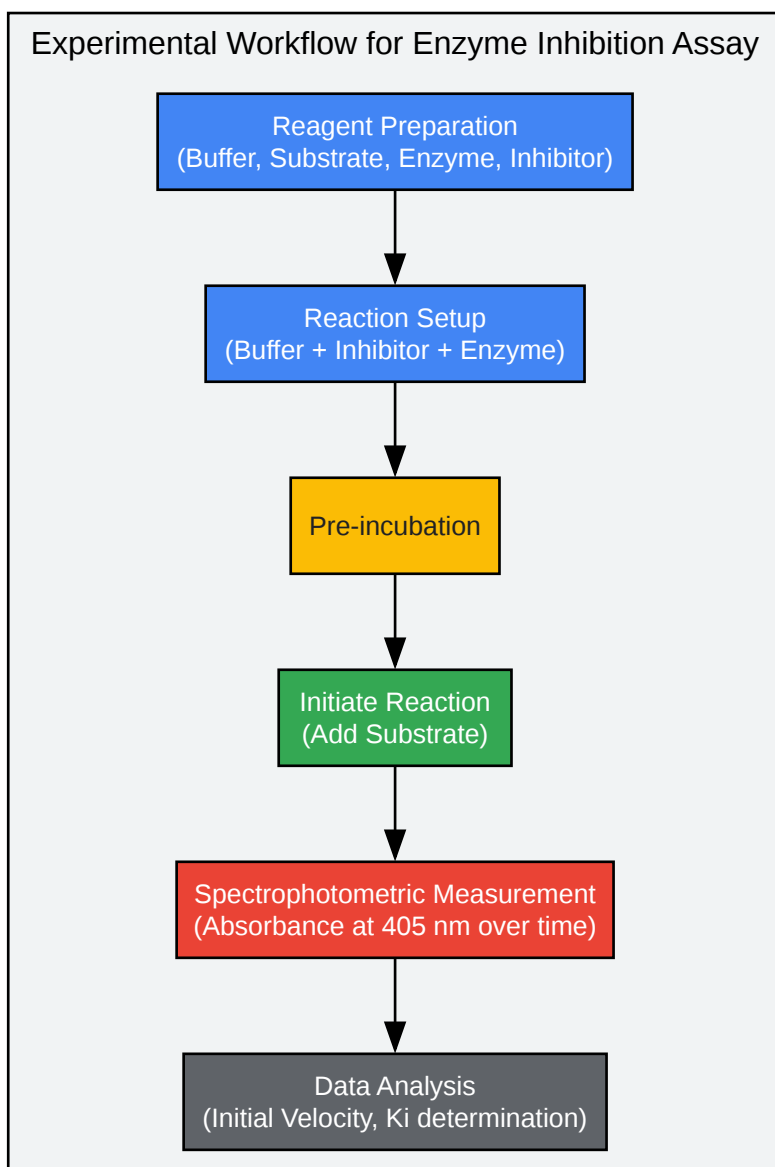 Experimental Workflow for Enzyme Inhibition Assay
Reagent Preparation
(Buffer, Substrate, Enzyme, Inhibitor)
Reaction Setup
(Buffer + Inhibitor + Enzyme)
Pre-incubation
Initiate Reaction
(Add Substrate)
Spectrophotometric Measurement
(Absorbance at 405 nm over time)
Data Analysis
(Initial Velocity, Ki determination)